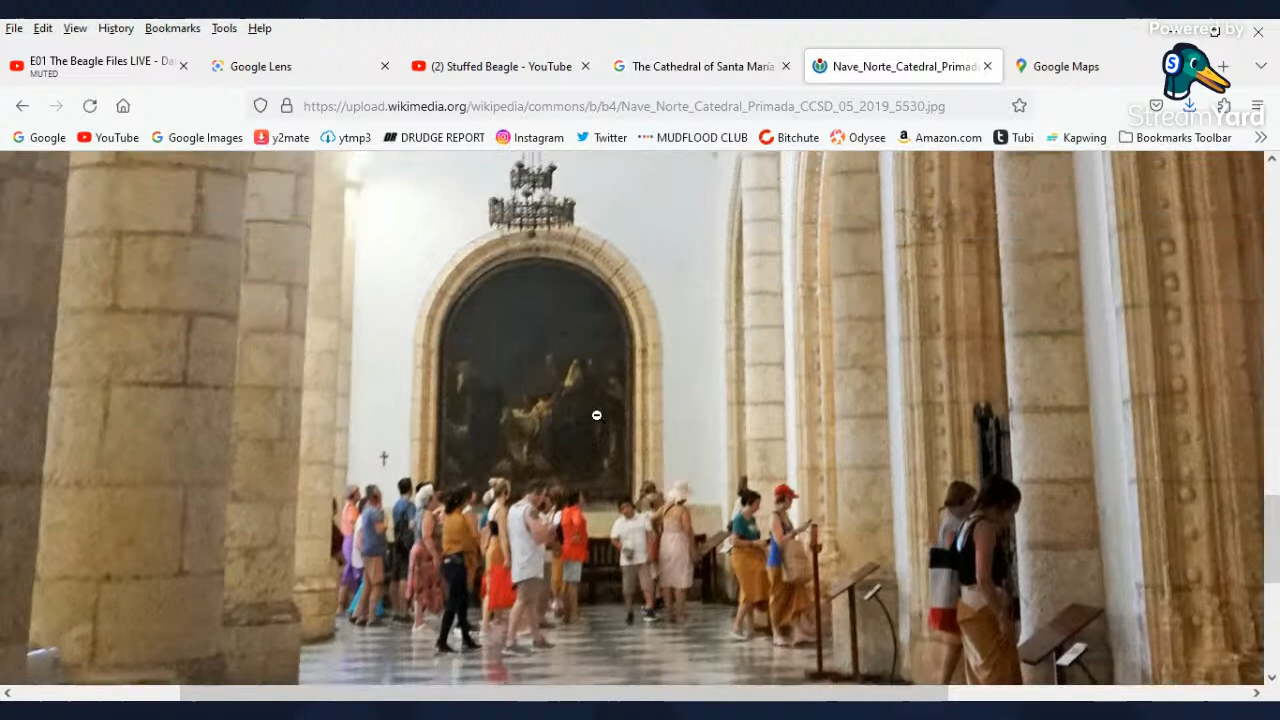 File Edit View History Bookmarks Tools Help
Powered by
E01 The Beagle Files LIVE - Da
MUTED
Google Lens
(2) Stunt Beagle - YouTube
The Cathedral of Santa María
Nave_Norte_Catedral_Primad
Google Maps
https://upload.wikimedia.org/wikipedia/commons/b/b4/Nave_Norte_Catedral_Primada_CCSD_05_2019_5530.jpg
S
StreamYard
Google YouTube Google Images y2mate ytmp3 DRUDGE REPORT Instagram Twitter MUDFLOOD CLUB Bitchute Odysee Amazon.com Tubi Kapwing Bookmarks Toolbar